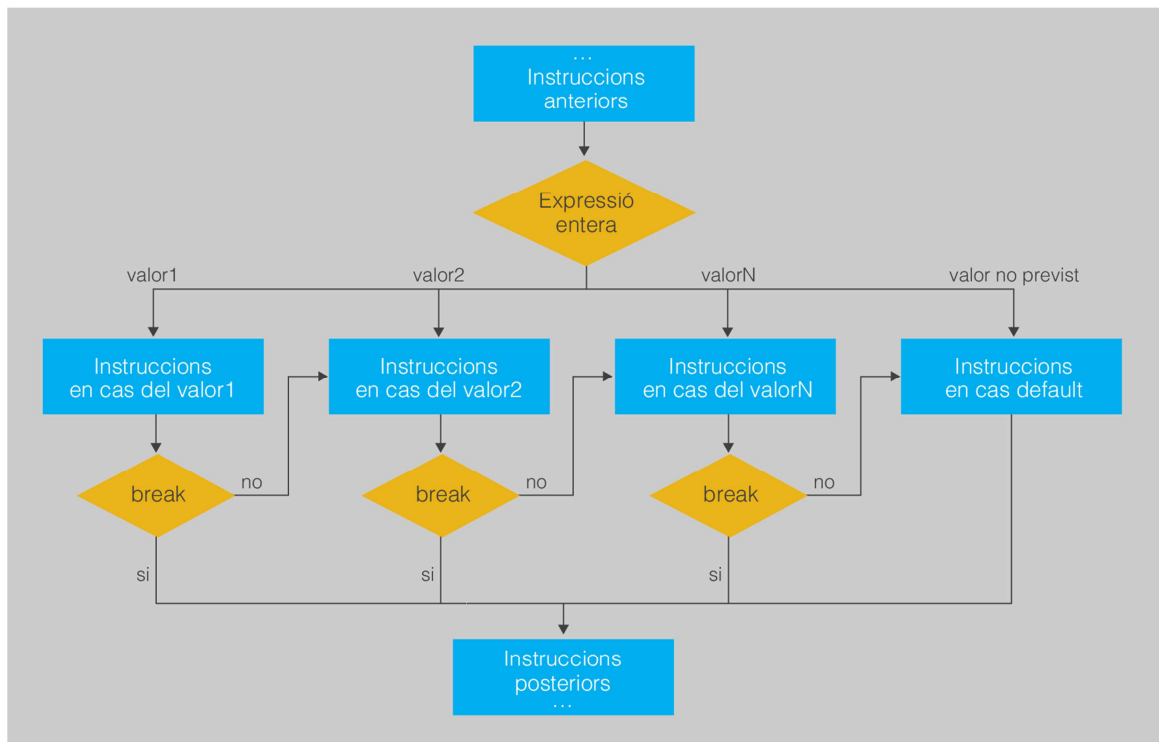 ...
Instruccions
anteriors
Expressió
entera
valor1
valor2
valorN
valor no previst
Instruccions
en cas del valor1
Instruccions
en cas del valor2
Instruccions
en cas del valorN
Instruccions
en cas default
break
no
break
no
break
no
si
si
si
Instruccions
posteriors
...